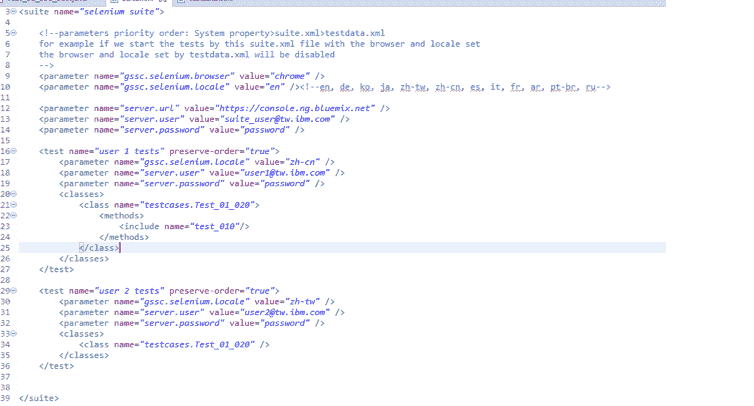 3 <suite name="selenium suite">
4
5 <!--parameters priority order: System property>suite.xml>testdata.xml
6 for example if we start the tests by this suite.xml file with the browser and locale set
7 the browser and locale set by testdata.xml will be disabled
8 -->
9 <parameter name="gssc.selenium.browser" value="chrome" />
10 <parameter name="gssc.selenium.locale" value="en" /><!--en, de, ko, ja, zh-tw, zh-cn, es, it, fr, ar, pt-br, ru-->
11
12 <parameter name="server.url" value="https://console.ng.bluemix.net" />
13 <parameter name="server.user" value="suite_user@tw.ibm.com" />
14 <parameter name="server.password" value="password" />
15
16 <test name="user 1 tests" preserve-order="true">
17 <parameter name="gssc.selenium.locale" value="zh-cn" />
18 <parameter name="server.user" value="user1@tw.ibm.com" />
19 <parameter name="server.password" value="password" />
20 <classes>
21 <class name="testcases.Test_01_020">
22 <methods>
23 <include name="test_010"/>
24 </methods>
25 </class>
26 </classes>
27 </test>
28
29 <test name="user 2 tests" preserve-order="true">
30 <parameter name="gssc.selenium.locale" value="zh-tw" />
31 <parameter name="server.user" value="user2@tw.ibm.com" />
32 <parameter name="server.password" value="password" />
33 <classes>
34 <class name="testcases.Test_01_020" />
35 </classes>
36 </test>
37
38
39 </suite>